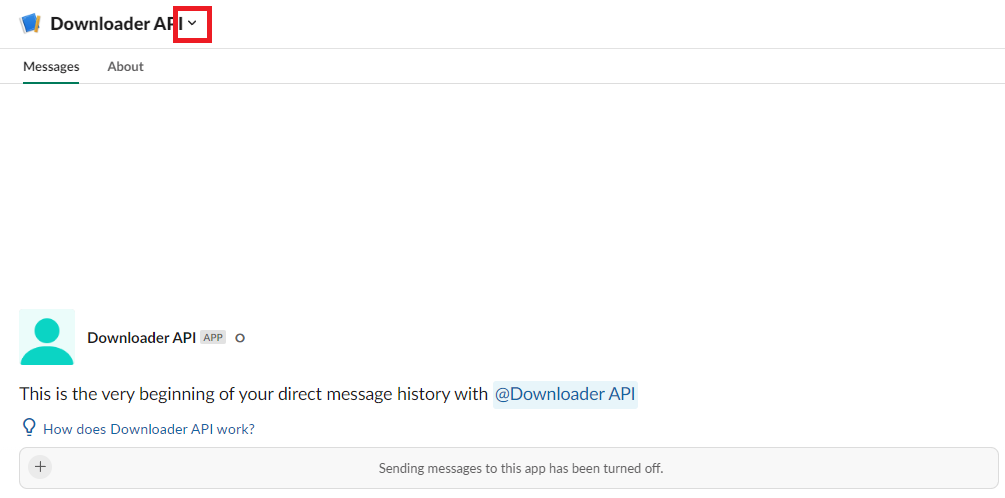 Downloader API
Messages About
Downloader API APP
This is the very beginning of your direct message history with @Downloader API
How does Downloader API work?
Sending messages to this app has been turned off.